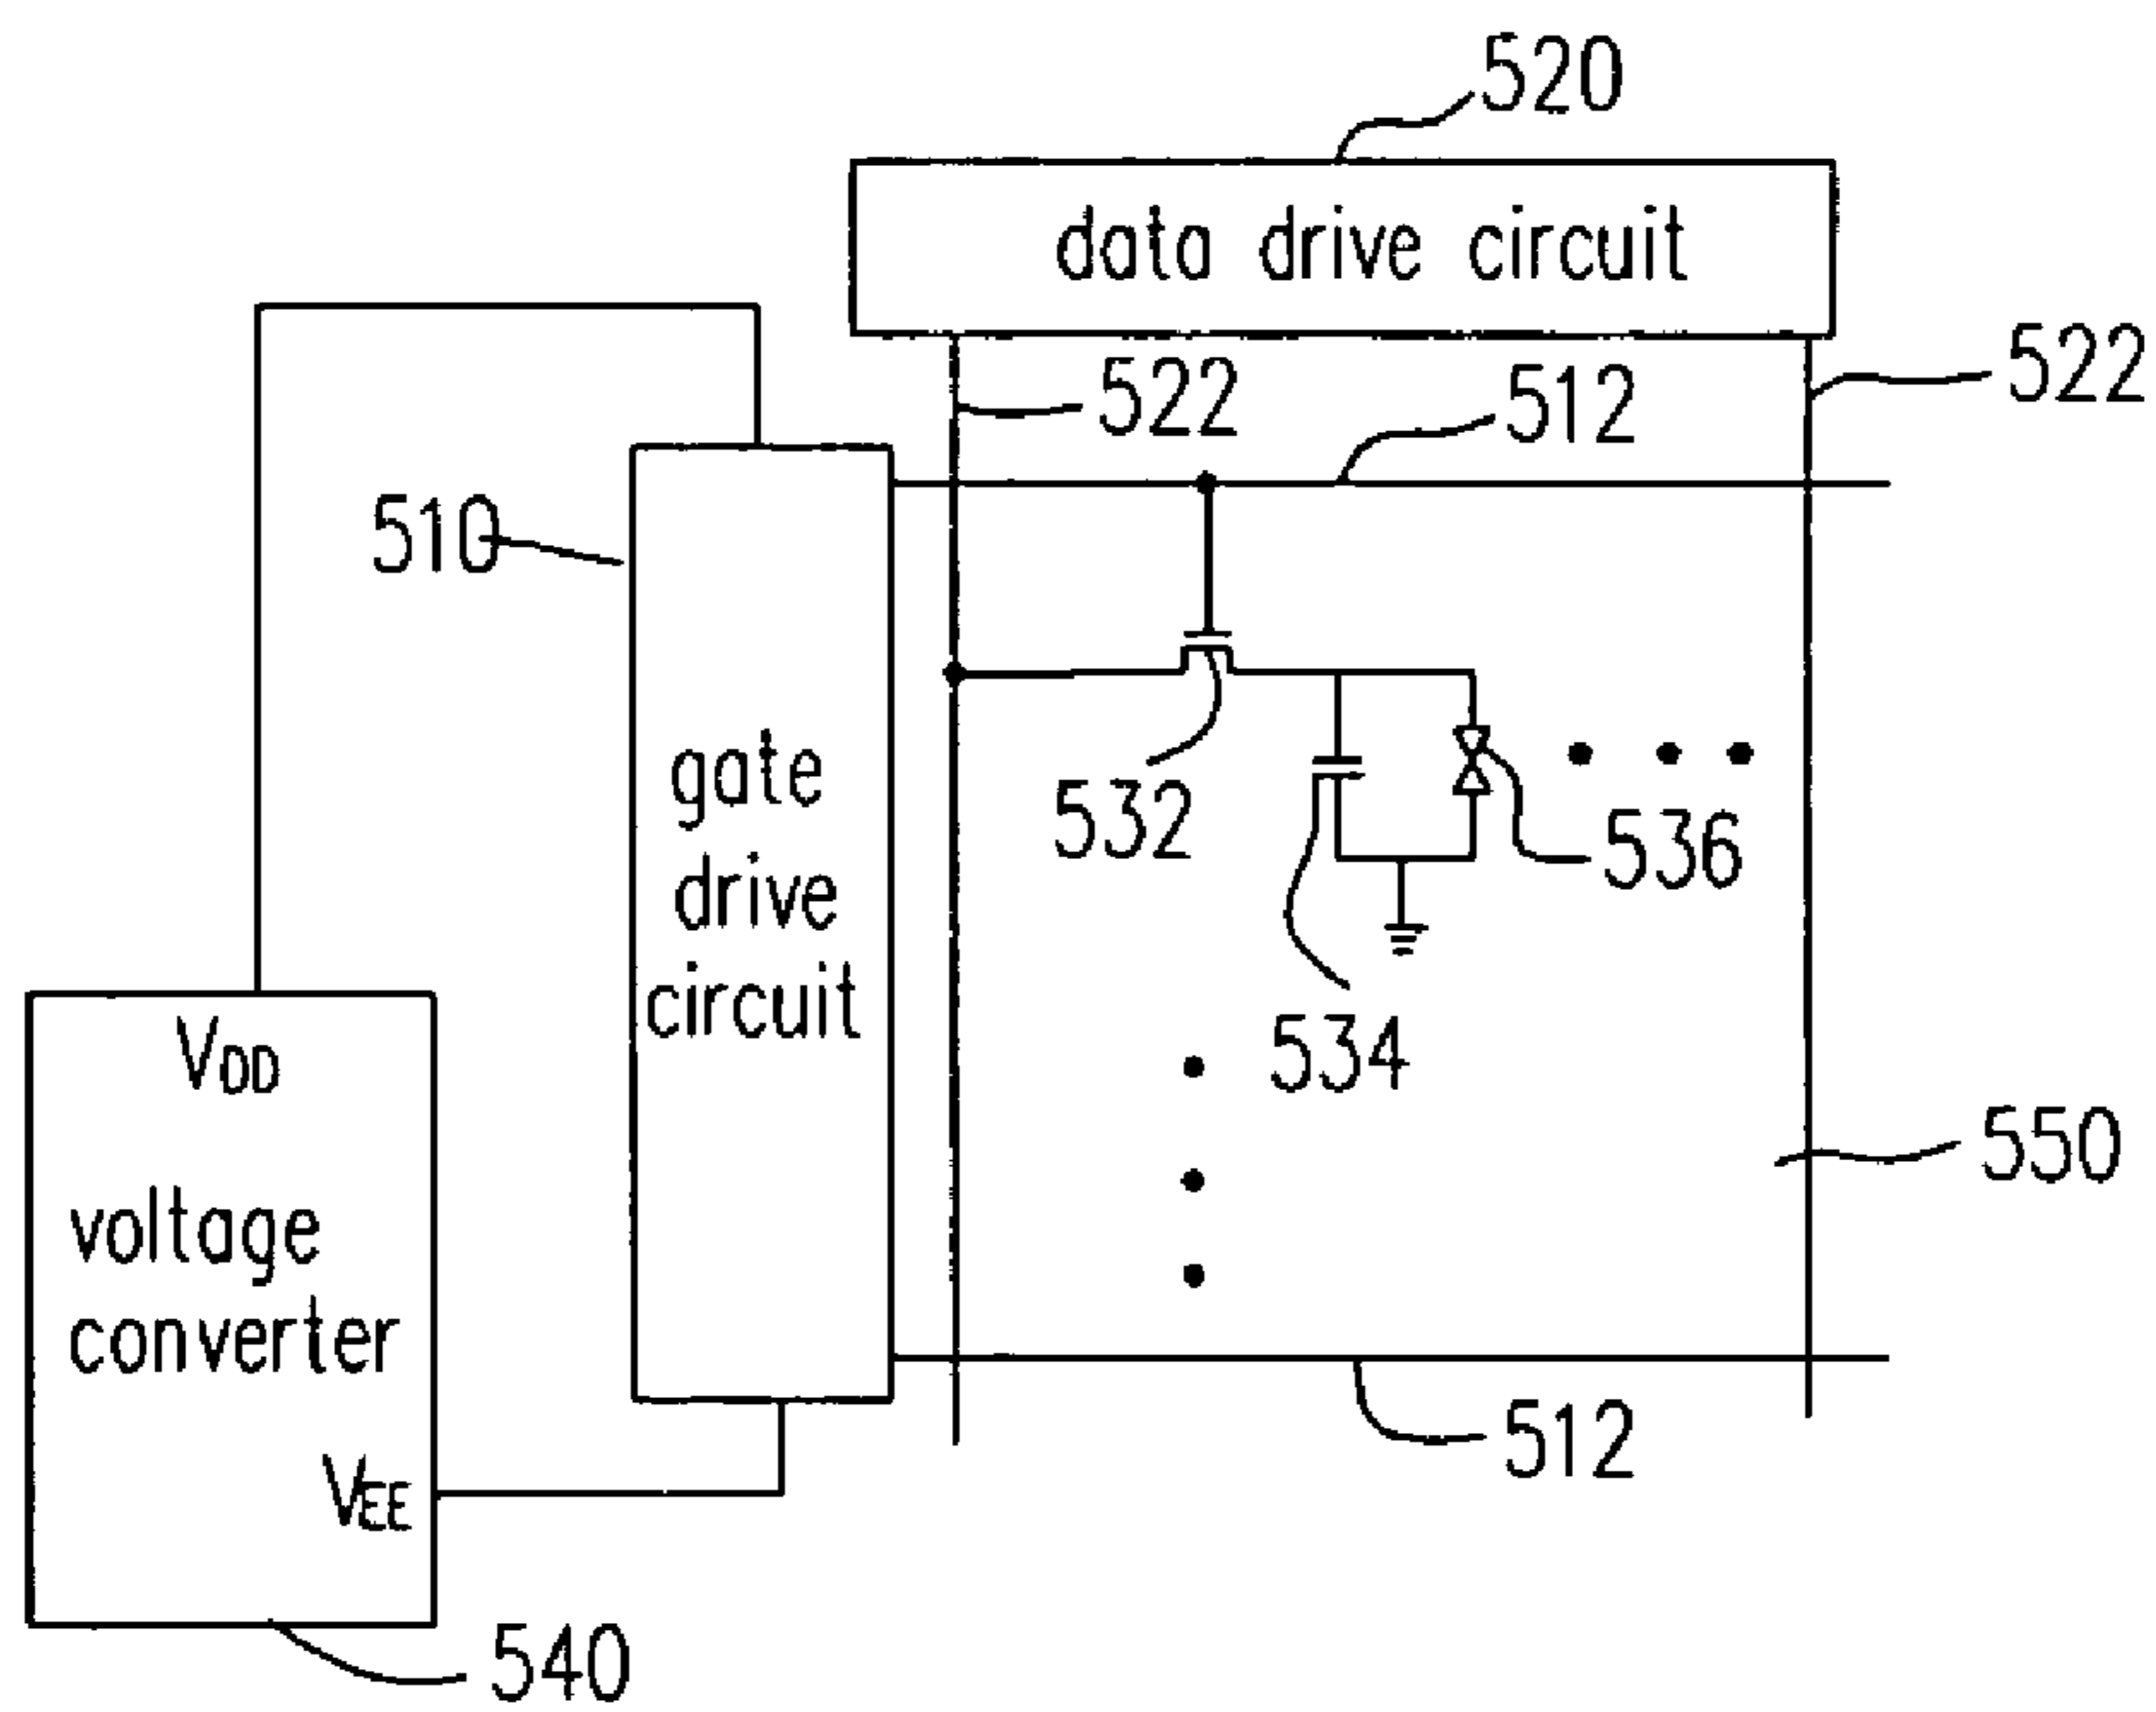 520
data drive circuit
522
512
522
510
gate
drive
circuit
532
536
534
VDD
voltage
converter
VEE
550
512
540